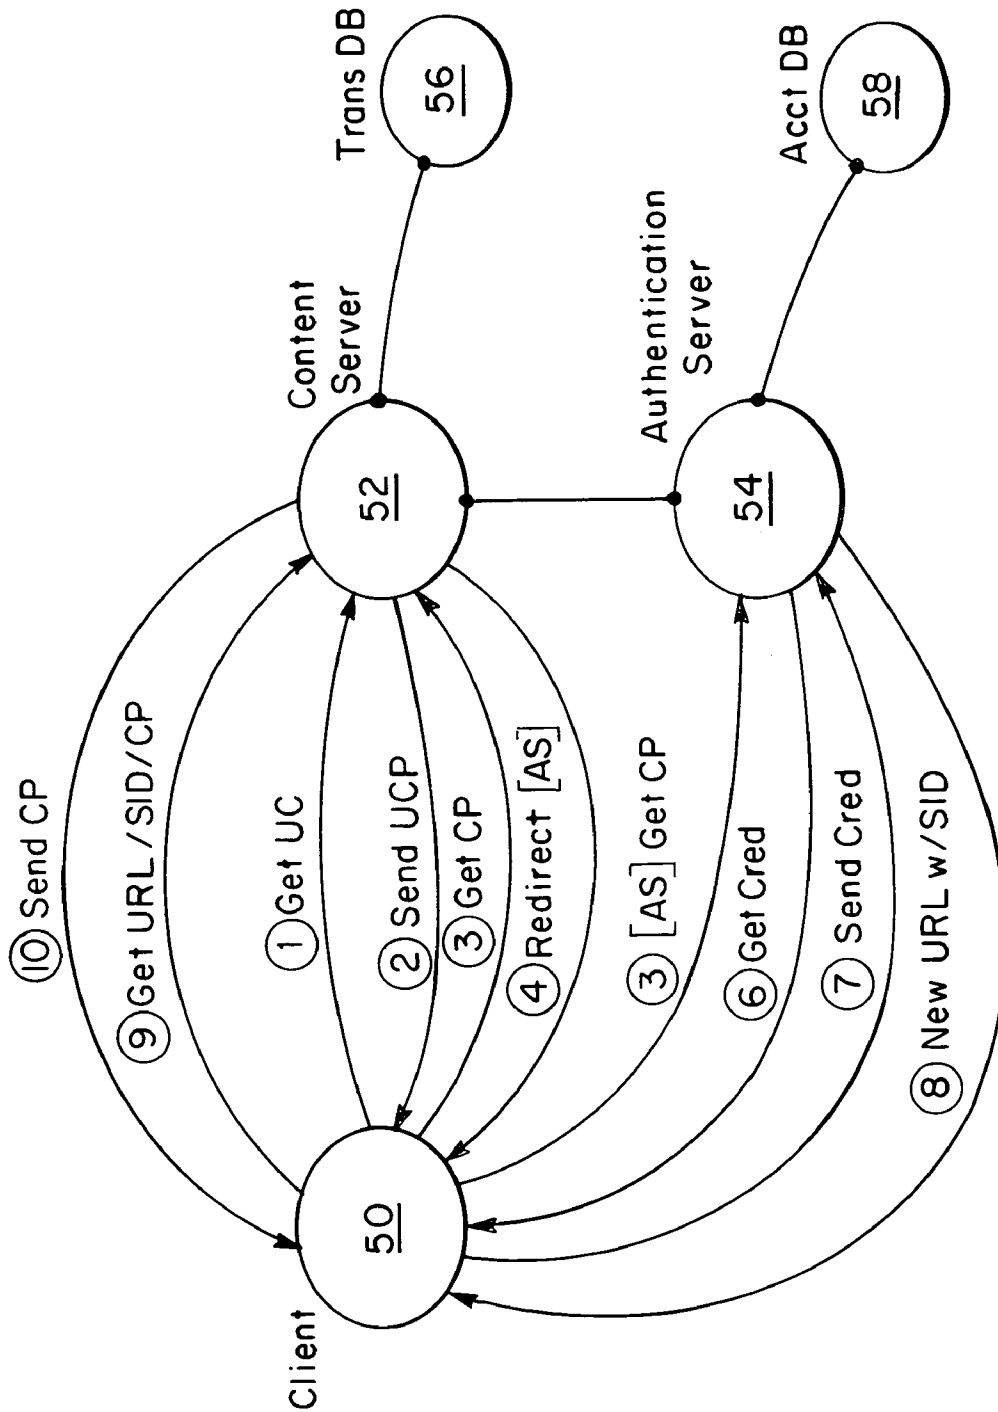 ⑩ Send CP
⑨ Get URL/SID/CP
① Get UC
② Send UCP
③ Get CP
④ Redirect [AS]
③ [AS] Get CP
⑥ Get Cred
⑦ Send Cred
⑧ New URL w/SID
Client
50
Content
Server
52
Trans DB
56
Authentication
Server
54
Acct DB
58